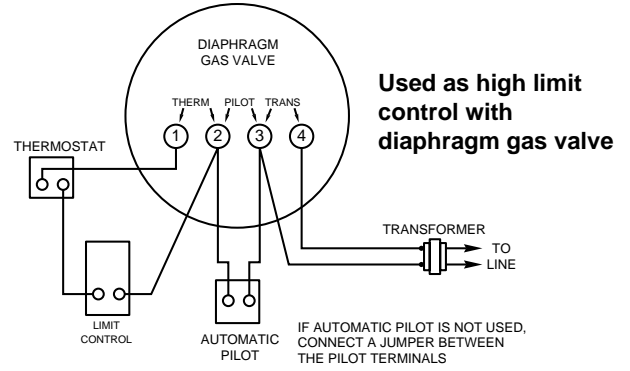 DIAPHRAGM
GAS VALVE
Used as high limit
control with
diaphragm gas valve
THERM PILOT TRANS
1 2 3 4
THERMOSTAT
TRANSFORMER
TO
LINE
LIMIT
CONTROL
AUTOMATIC
PILOT
IF AUTOMATIC PILOT IS NOT USED,
CONNECT A JUMPER BETWEEN
THE PILOT TERMINALS